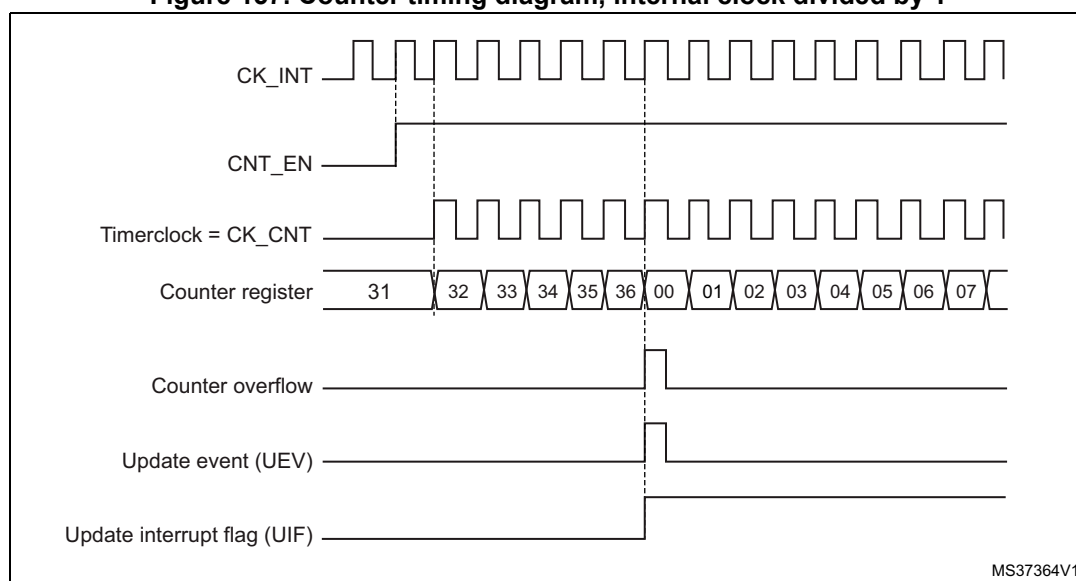 Figure 137. Counter timing diagram, internal clock divided by 1
CK_INT
CNT_EN
Timerclock = CK_CNT
Counter register 31 32 33 34 35 36 00 01 02 03 04 05 06 07
Counter overflow
Update event (UEV)
Update interrupt flag (UIF)
MS37364V1